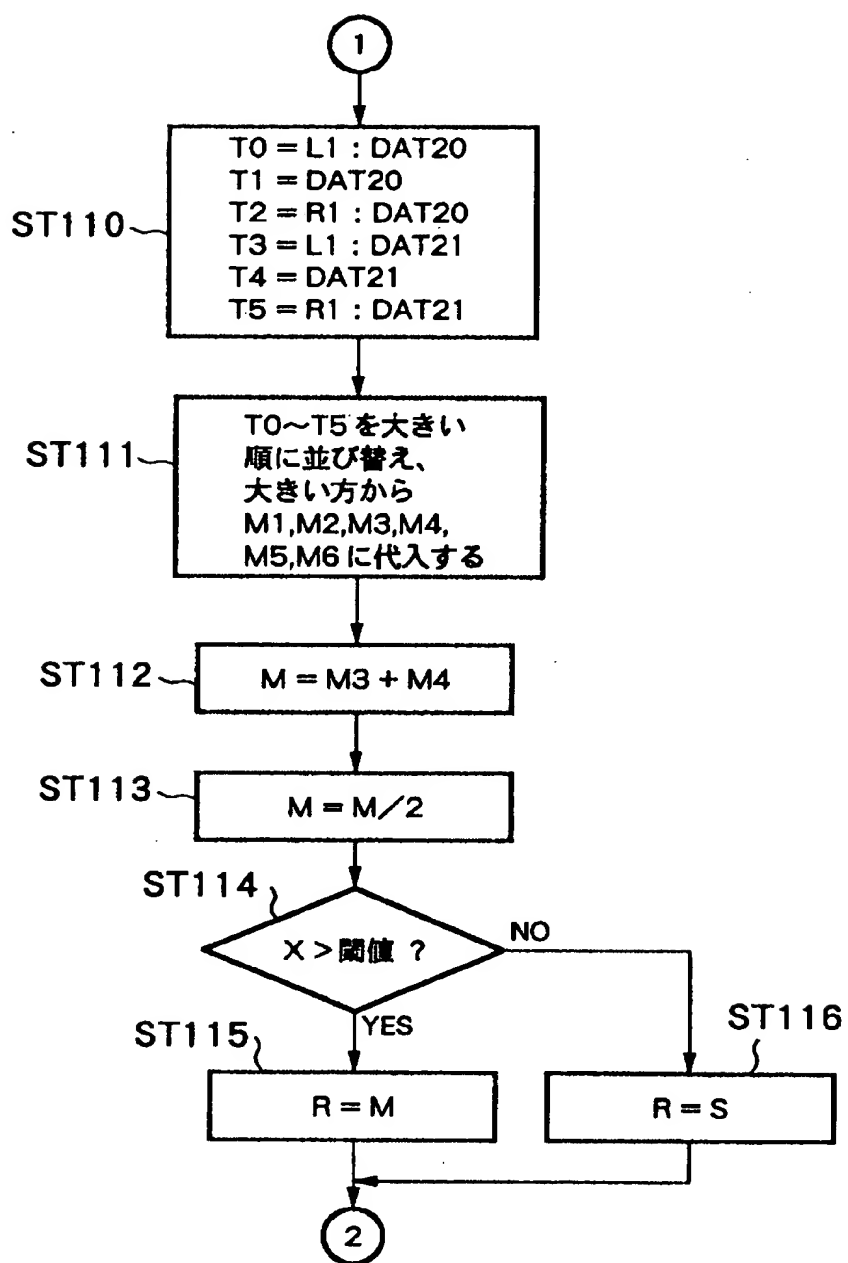 1
T0 = L1 : DAT20
T1 = DAT20
T2 = R1 : DAT20
ST110
T3 = L1 : DAT21
T4 = DAT21
T5 = R1 : DAT21
T0～T5 を大きい
ST111
順に並び替え、
大きい方から
M1,M2,M3,M4,
M5,M6 に代入する
ST112
M = M3 + M4
ST113
M = M／2
ST114
X > 閾値 ?
NO
YES
ST115
ST116
R = M
R = S
2